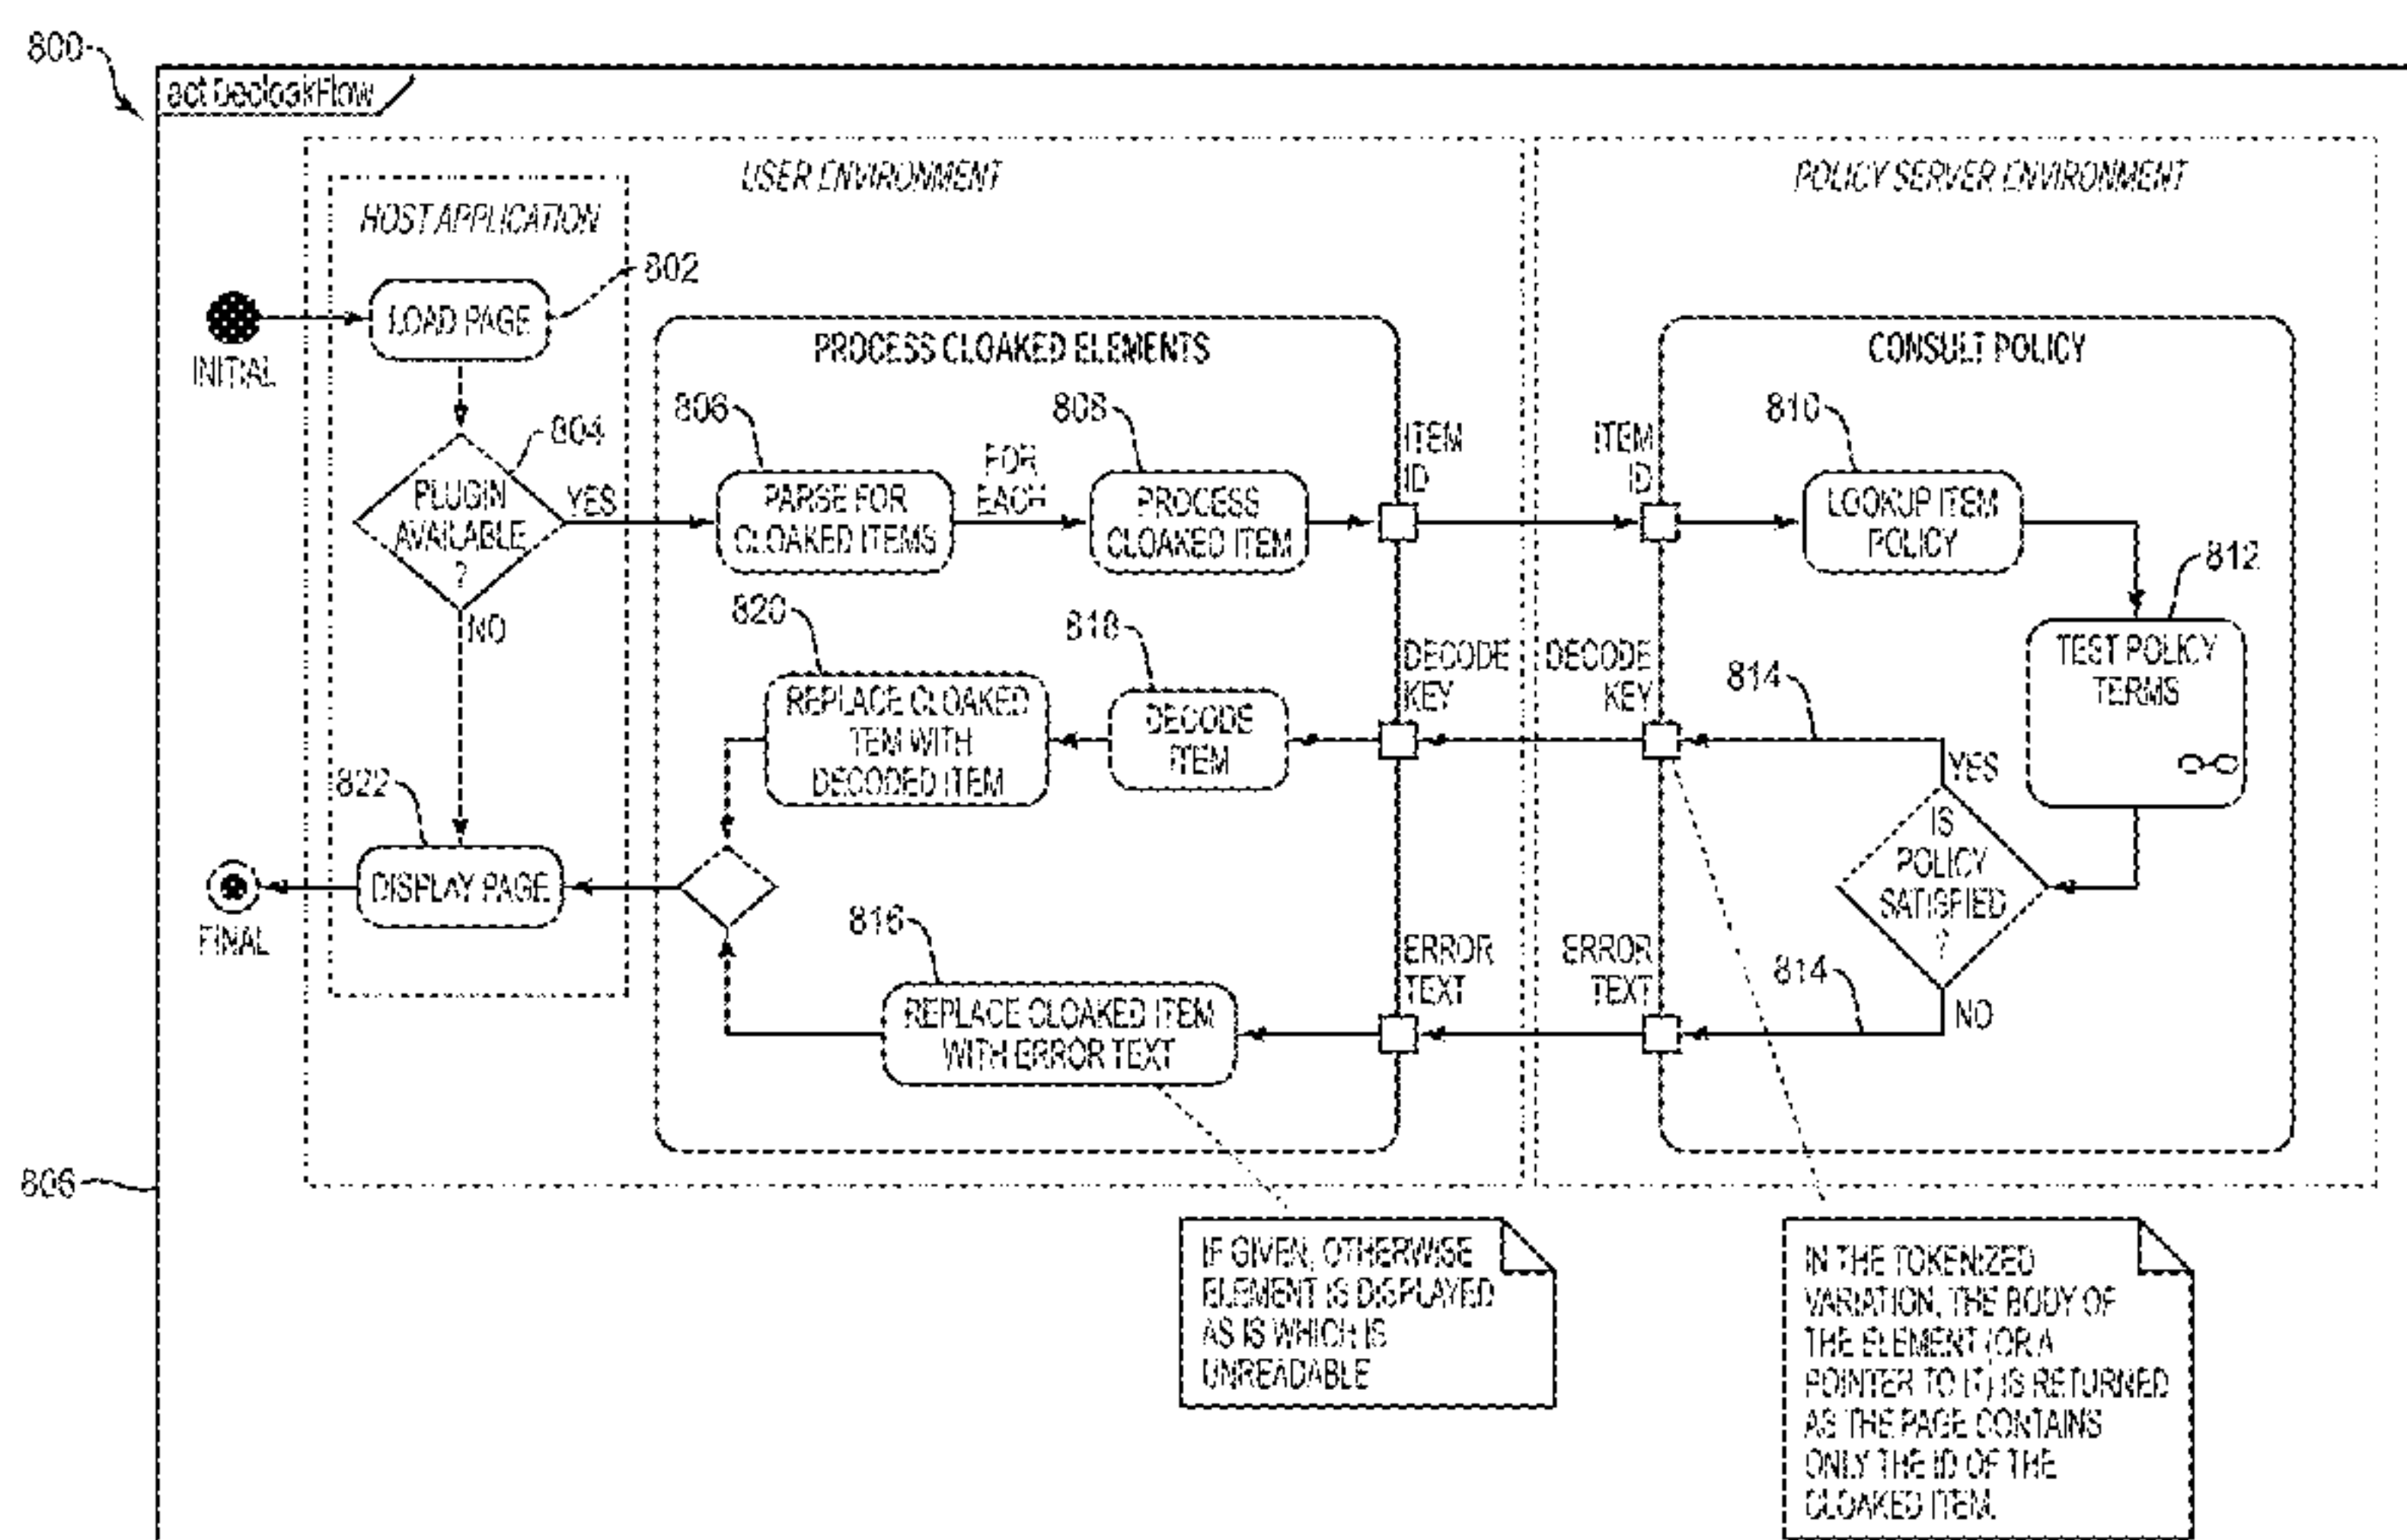 800
act DecloakFlow
USER ENVIRONMENT
POLICY SERVER ENVIRONMENT
HOST APPLICATION
802
LOAD PAGE
INITIAL
PROCESS CLOAKED ELEMENTS
CONSULT POLICY
804
PLUGIN
AVAILABLE
?
YES
NO
806
PARSE FOR
CLOAKED ITEMS
FOR
EACH
808
PROCESS
CLOAKED ITEM
ITEM
ID
ITEM
ID
810
LOOKUP ITEM
POLICY
812
TEST POLICY
TERMS
820
REPLACE CLOAKED
TEM WITH
DECODED ITEM
818
DECODE
ITEM
DECODE
KEY
DECODE
KEY
814
YES
IS
POLICY
SATISFIED
?
NO
814
822
DISPLAY PAGE
FINAL
816
REPLACE CLOAKED ITEM
WITH ERROR TEXT
ERROR
TEXT
ERROR
TEXT
806
IF GIVEN, OTHERWISE
ELEMENT IS DISPLAYED
AS IS WHICH IS
UNREADABLE
IN THE TOKENIZED
VARIATION, THE BODY OF
THE ELEMENT (OR A
POINTER TO IT) IS RETURNED
AS THE PAGE CONTAINS
ONLY THE ID OF THE
CLOAKED ITEM.